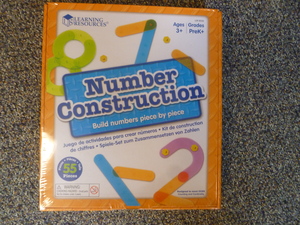 LEARNING
RESOURCES
Ages Grades
3+ PreK+
Number
Construction
Build numbers piece by piece
Juego de actividades para crear números • Kit de construction
de chiffres • Spiele-Set zum Zusammensetzen von Zahlen
55
Pieces